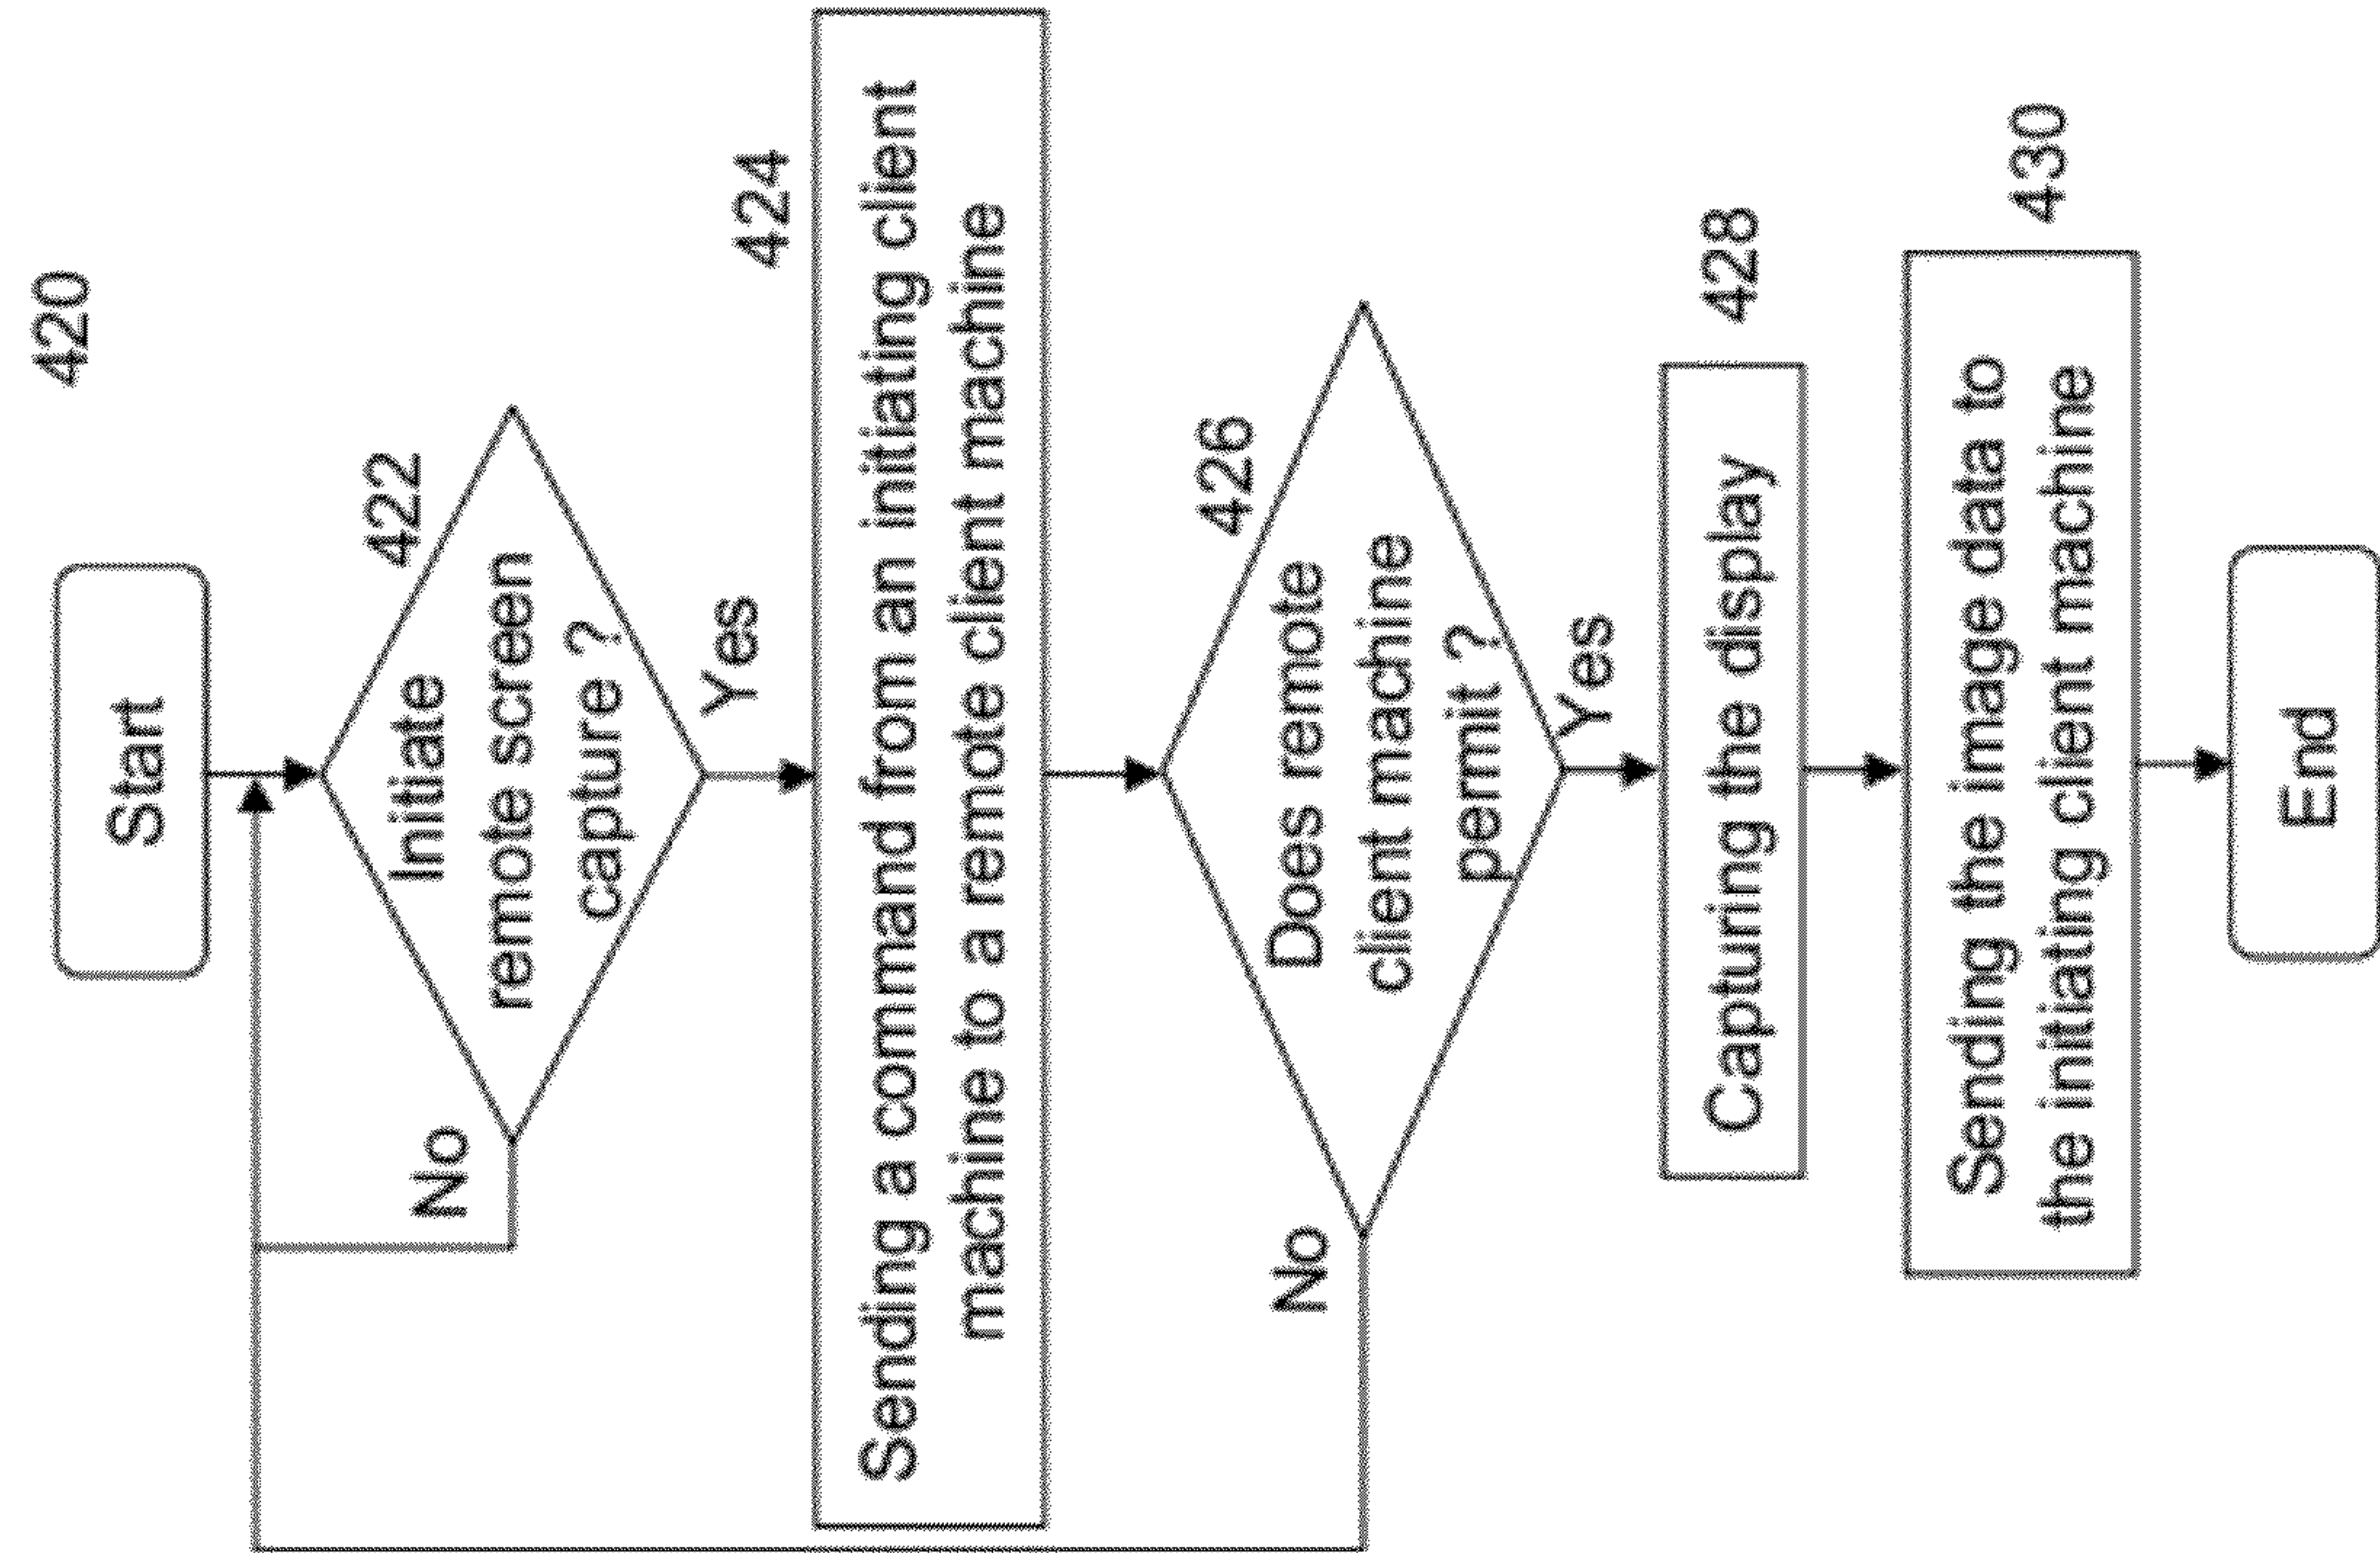 420
Start
422
Initiate
remote screen
capture ?
No
Yes
424
Sending a command from an initiating client
machine to a remote client machine
426
Does remote
client machine
permit ?
No
Yes
428
Capturing the display
430
Sending the image data to
the initiating client machine
End